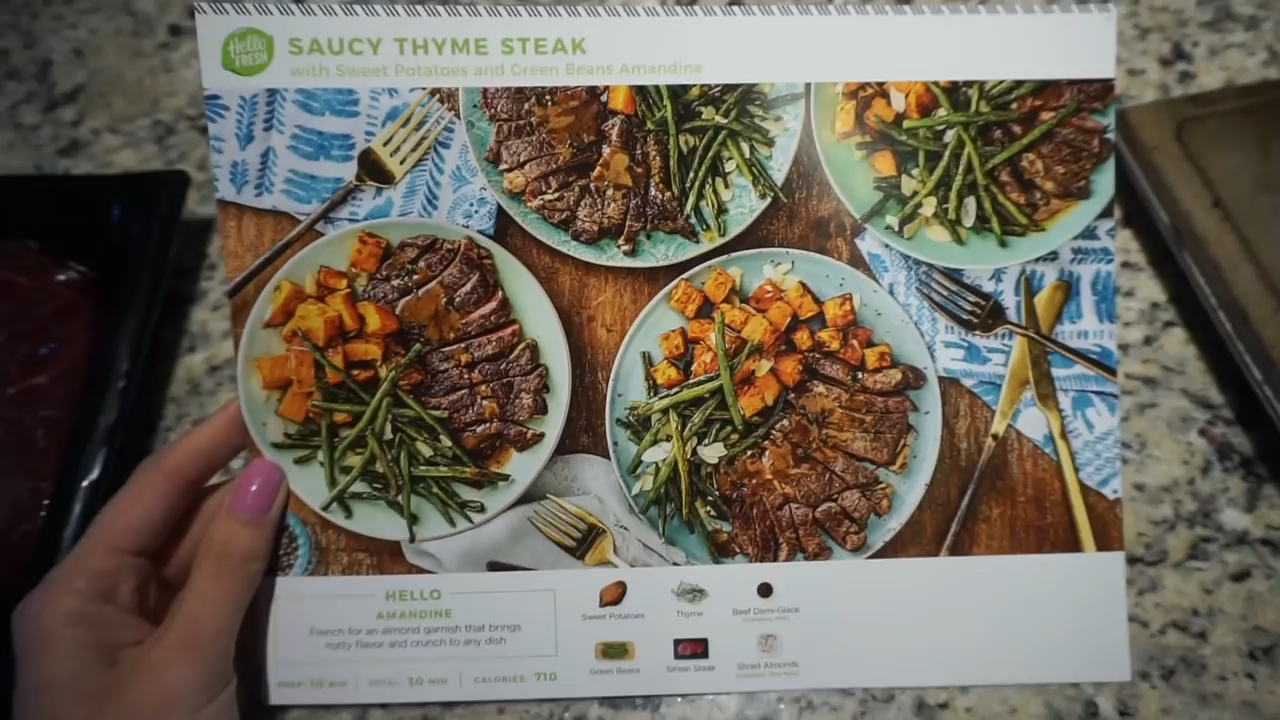 Hello
FRESH
SAUCY THYME STEAK
with Sweet Potatoes and Green Beans Amandine
HELLO
AMANDINE
French for an almond garnish that brings
nutty flavor and crunch to any dish
TOTAL: 30 MIN
CALORIES: 710
Sweet Potatoes
Thyme
Beef Demi-Glace
Green Beans
Sirloin Steak
Sliced Almonds